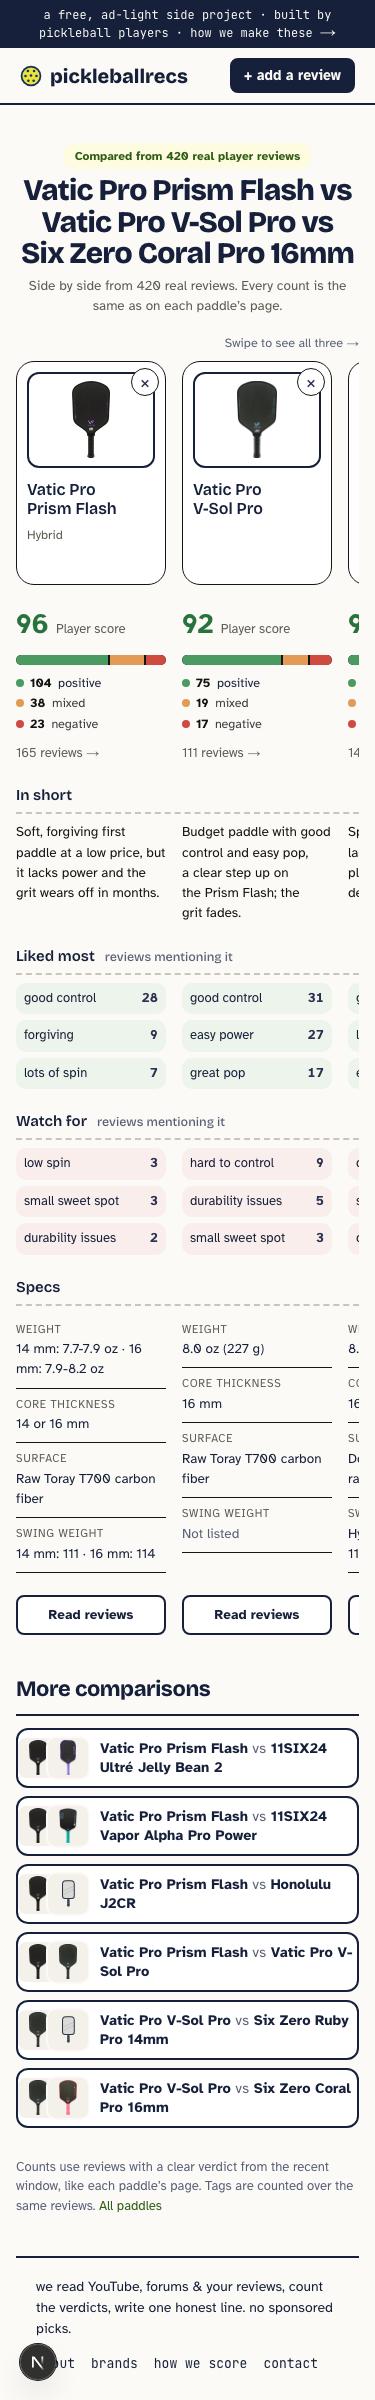 a free, ad-light side project · built by
pickleball players · how we make these →
pickleballrecs
+ add a review
Compared from 420 real player reviews
Vatic Pro Prism Flash vs
Vatic Pro V-Sol Pro vs
Six Zero Coral Pro 16mm
Side by side from 420 real reviews. Every count is the
same as on each paddle's page.
Swipe to see all three →
×
×
Vatic Pro
Prism Flash
Hybrid
Vatic Pro
V-Sol Pro
96 Player score
104 positive
38 mixed
23 negative
165 reviews →
92 Player score
75 positive
19 mixed
17 negative
111 reviews →
In short
Soft, forgiving first
paddle at a low price, but
it lacks power and the
grit wears off in months.
Budget paddle with good
control and easy pop,
a clear step up on
the Prism Flash; the
grit fades.
Liked most reviews mentioning it
good control 28
forgiving 9
lots of spin 7
good control 31
easy power 27
great pop 17
Watch for reviews mentioning it
low spin 3
small sweet spot 3
durability issues 2
hard to control 9
durability issues 5
small sweet spot 3
Specs
WEIGHT
14 mm: 7.7-7.9 oz · 16
mm: 7.9-8.2 oz
CORE THICKNESS
14 or 16 mm
SURFACE
Raw Toray T700 carbon
fiber
SWING WEIGHT
14 mm: 111 · 16 mm: 114
WEIGHT
8.0 oz (227 g)
CORE THICKNESS
16 mm
SURFACE
Raw Toray T700 carbon
fiber
SWING WEIGHT
Not listed
Read reviews
Read reviews
More comparisons
Vatic Pro Prism Flash vs 11SIX24
Ultré Jelly Bean 2
Vatic Pro Prism Flash vs 11SIX24
Vapor Alpha Pro Power
Vatic Pro Prism Flash vs Honolulu
J2CR
Vatic Pro Prism Flash vs Vatic Pro V-
Sol Pro
Vatic Pro V-Sol Pro vs Six Zero Ruby
Pro 14mm
Vatic Pro V-Sol Pro vs Six Zero Coral
Pro 16mm
Counts use reviews with a clear verdict from the recent
window, like each paddle's page. Tags are counted over the
same reviews. All paddles
we read YouTube, forums & your reviews, count
the verdicts, write one honest line. no sponsored
picks.
N
brands how we score contact